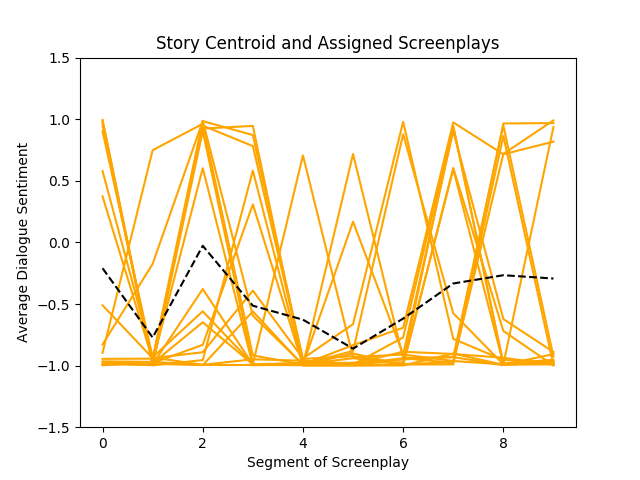 Story Centroid and Assigned Screenplays
1.5
1.0
0.5
0.0
−0.5
−1.0
−1.5
Average Dialogue Sentiment
0 2 4 6 8
Segment of Screenplay